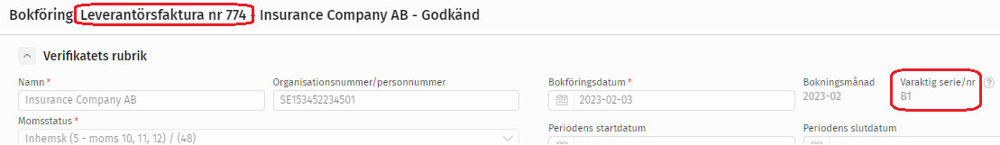 Bokföring Leverantörsfaktura nr 774 - Insurance Company AB - Godkänd
Verifikatets rubrik
Namn * Organisationsnummer/personnummer Bokföringsdatum * Bokningsmånad Varaktig serie/nr ?
Insurance Company AB SE153452234501 2023-02-03 2023-02 B1
Momsstatus * Periodens startdatum Periodens slutdatum
Inhemsk (5 - moms 10, 11, 12) / (48)